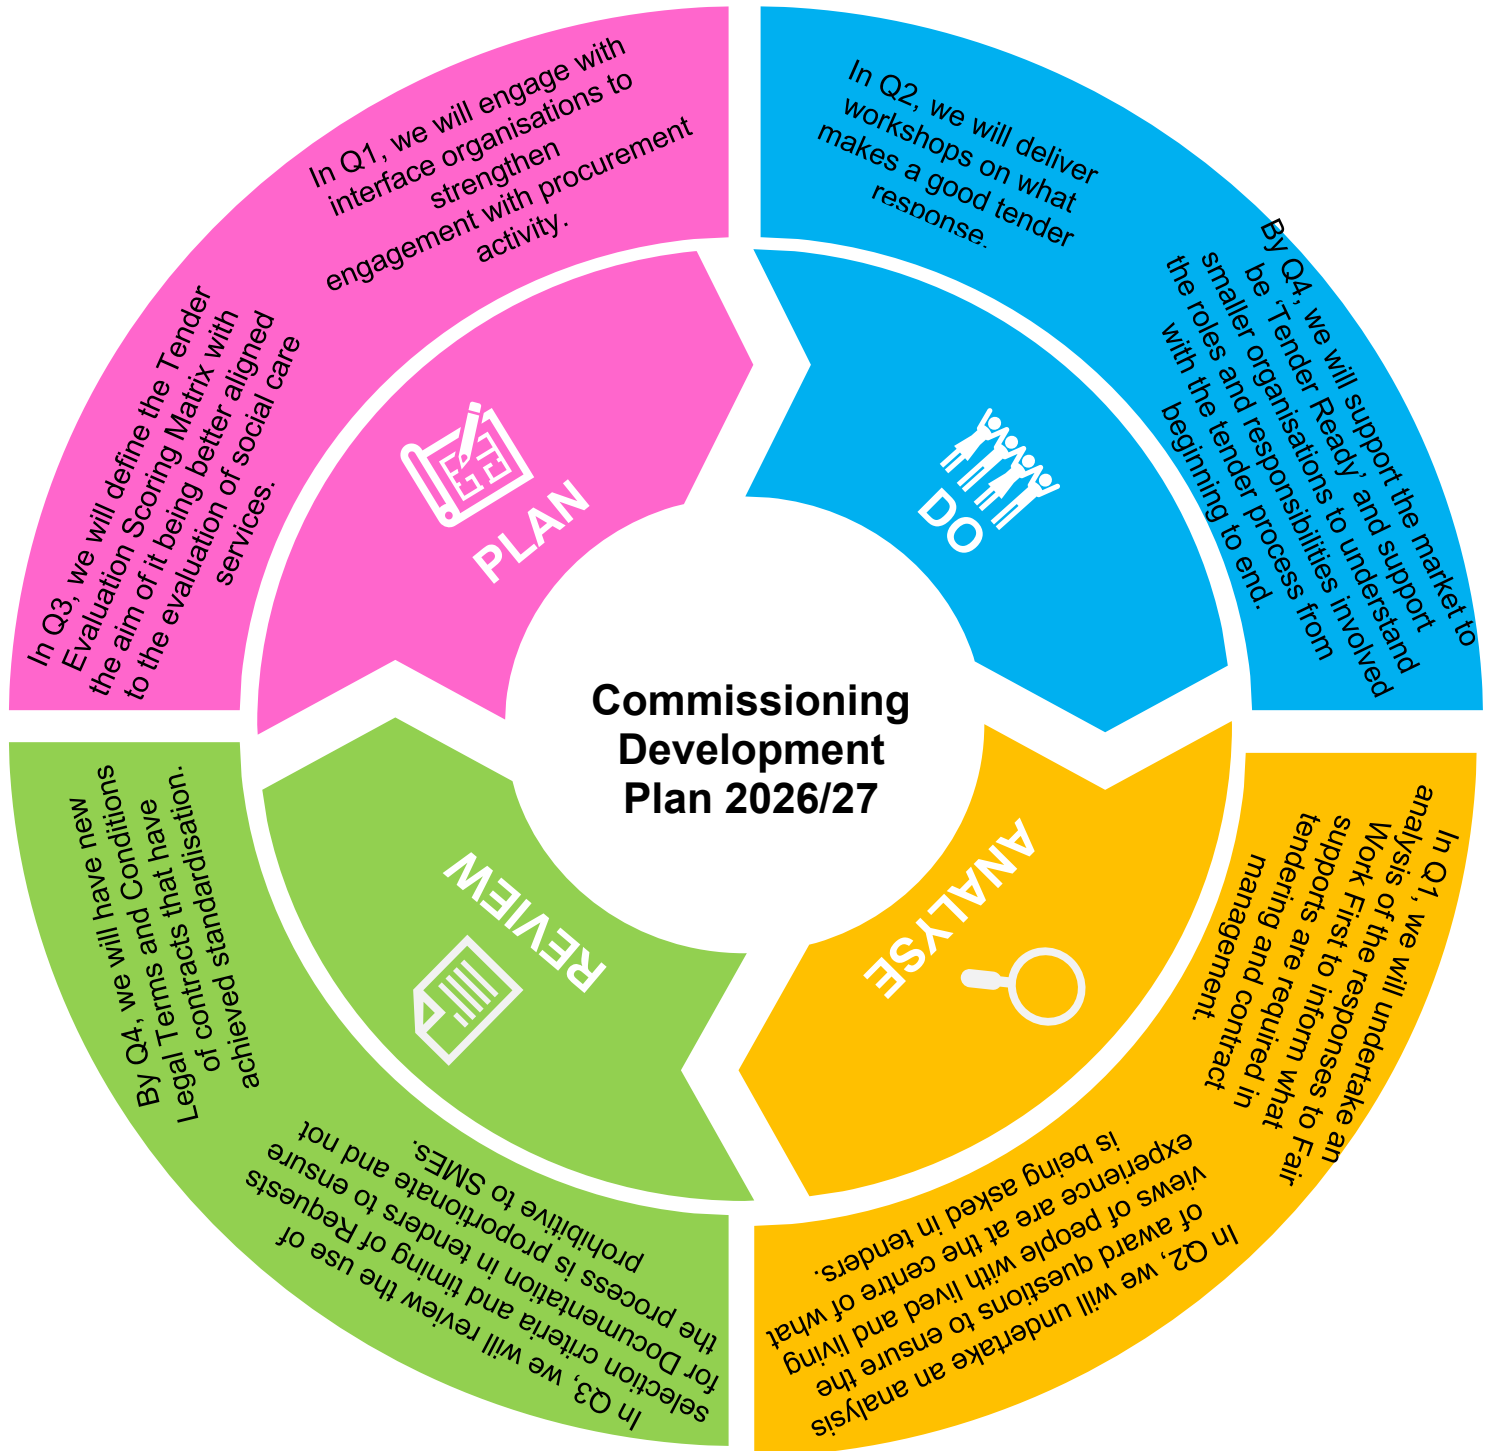 In Q1, we will engage with
interface organisations to
strengthen
engagement with procurement
activity.
In Q3, we will define the Tender
Evaluation Scoring Matrix with
the aim of it being better aligned
to the evaluation of social care
services.
PLAN
In Q2, we will deliver
workshops on what
makes a good tender
response.
By Q4, we will support the market to
be ‘Tender Ready’ and support
smaller organisations to understand
the roles and responsibilities involved
with the tender process from
beginning to end.
DO
Commissioning
Development
Plan 2026/27
ANALYSE
In Q1, we will undertake an
analysis of the responses to Fair
Work First to inform what
supports are required in
tendering and contract
management.
In Q2, we will undertake an analysis
of award questions to ensure the
views of people with lived and living
experience are at the centre of what
is being asked in tenders.
REVIEW
In Q3, we will review the use of
selection criteria and timing of Requests
for Documentation in tenders to ensure
the process is proportionate and not
prohibitive to SMEs.
By Q4, we will have new
Legal Terms and Conditions
of contracts that have
achieved standardisation.